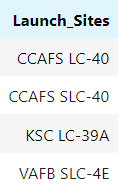 Launch_Sites
CCAFS LC-40
CCAFS SLC-40
KSC LC-39A
VAFB SLC-4E